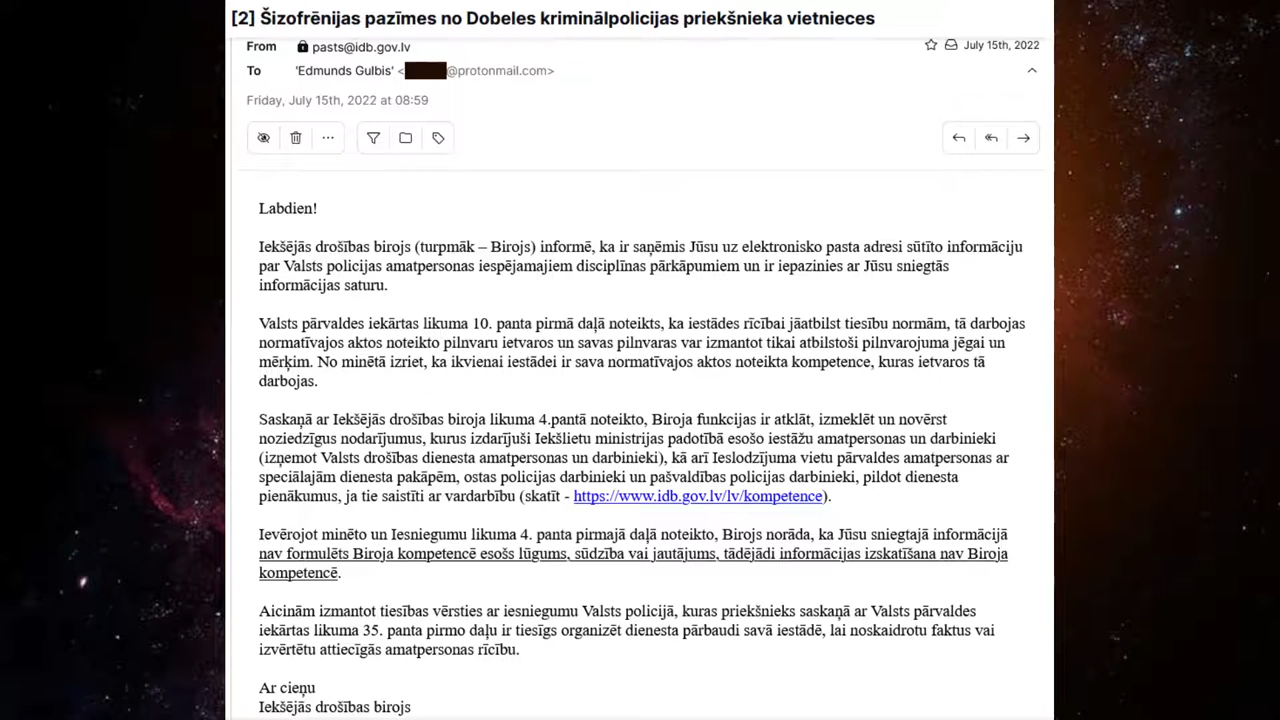 [2] Šizofrēnijas pazīmes no Dobeles kriminālpolicijas priekšnieka vietnieces
From pasts@idb.gov.lv July 15th, 2022
To 'Edmunds Gulbis' < @protonmail.com>
Friday, July 15th, 2022 at 08:59
Labdien!
Iekšējās drošības birojs (turpmāk – Birojs) informē, ka ir saņēmis Jūsu uz elektronisko pasta adresi sūtīto informāciju
par Valsts policijas amatpersonas iespējamajiem disciplīnas pārkāpumiem un ir iepazinies ar Jūsu sniegtās
informācijas saturu.
Valsts pārvaldes iekārtas likuma 10. panta pirmā daļā noteikts, ka iestādes rīcībai jāatbilst tiesību normām, tā darbojas
normatīvajos aktos noteikto pilnvaru ietvaros un savas pilnvaras var izmantot tikai atbilstoši pilnvarojuma jēgai un
mērķim. No minētā izriet, ka ikvienai iestādei ir sava normatīvajos aktos noteikta kompetence, kuras ietvaros tā
darbojas.
Saskaņā ar Iekšējās drošības biroja likuma 4.pantā noteikto, Biroja funkcijas ir atklāt, izmeklēt un novērst
noziedzīgus nodarījumus, kurus izdarījuši Iekšlietu ministrijas padotībā esošo iestāžu amatpersonas un darbinieki
(izņemot Valsts drošības dienesta amatpersonas un darbinieki), kā arī Ieslodzījuma vietu pārvaldes amatpersonas ar
speciālajām dienesta pakāpēm, ostas policijas darbinieki un pašvaldības policijas darbinieki, pildot dienesta
pienākumus, ja tie saistīti ar vardarbību (skatīt - https://www.idb.gov.lv/lv/kompetence).
Ievērojot minēto un Iesniegumu likuma 4. panta pirmajā daļā noteikto, Birojs norāda, ka Jūsu sniegtajā informācijā
nav formulēts Biroja kompetencē esošs lūgums, sūdzība vai jautājums, tādējādi informācijas izskatīšana nav Biroja
kompetencē.
Aicinām izmantot tiesības vērsties ar iesniegumu Valsts policijā, kuras priekšnieks saskaņā ar Valsts pārvaldes
iekārtas likuma 35. panta pirmo daļu ir tiesīgs organizēt dienesta pārbaudi savā iestādē, lai noskaidrotu faktus vai
izvērtētu attiecīgās amatpersonas rīcību.
Ar cieņu
Iekšējās drošības birojs